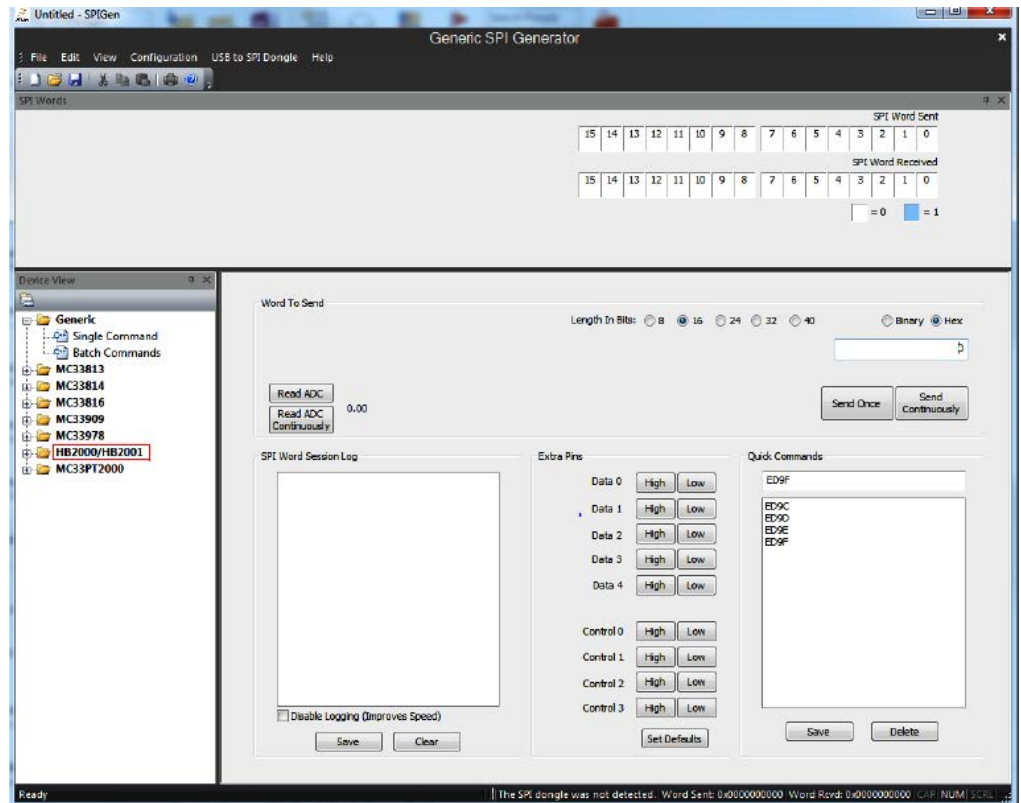 Untitled - SPIGen
Generic SPI Generator
File Edit View Configuration USB to SPI Dongle Help
SPI Words
SPI Word Sent
15 14 13 12 11 10 9 8 7 6 5 4 3 2 1 0
SPI Word Received
15 14 13 12 11 10 9 8 7 6 5 4 3 2 1 0
= 0 = 1
Device View
Generic
Single Command
Batch Commands
MC33813
MC33814
MC33816
MC33909
MC33978
HB2000/HB2001
MC33PT2000
Word To Send
Length In Bits: 8 16 24 32 40 Binary Hex
Read ADC
Read ADC Continuously
0.00
Send Once
Send Continuously
SPI Word Session Log
Disable Logging (Improves Speed)
Save Clear
Extra Pins
Data 0 High Low
Data 1 High Low
Data 2 High Low
Data 3 High Low
Data 4 High Low
Control 0 High Low
Control 1 High Low
Control 2 High Low
Control 3 High Low
Set Defaults
Quick Commands
ED9F
ED9C
ED9D
ED9E
ED9F
Save Delete
Ready
The SPI dongle was not detected. Word Sent: 0x0000000000 Word Rcvd: 0x0000000000 CAP NUM SCRL